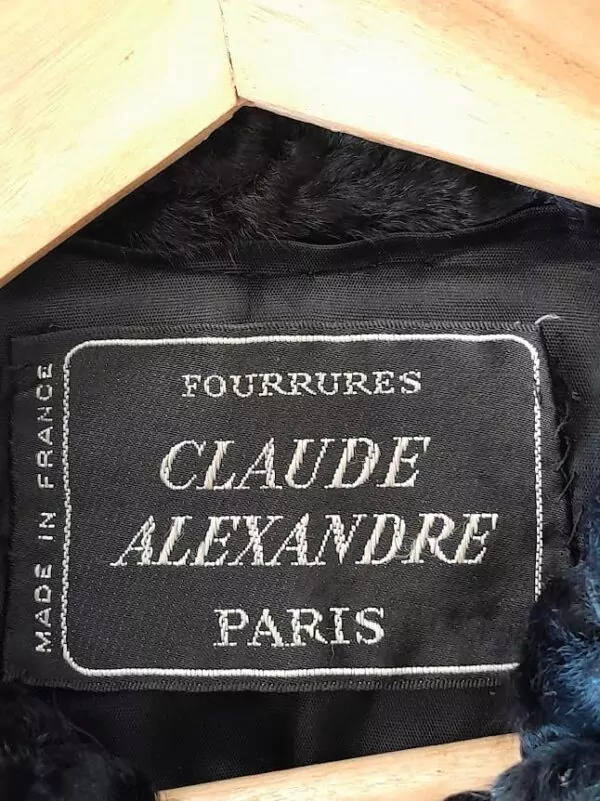 MADE IN FRANCE
FOURRURES
CLAUDE
ALEXANDRE
PARIS